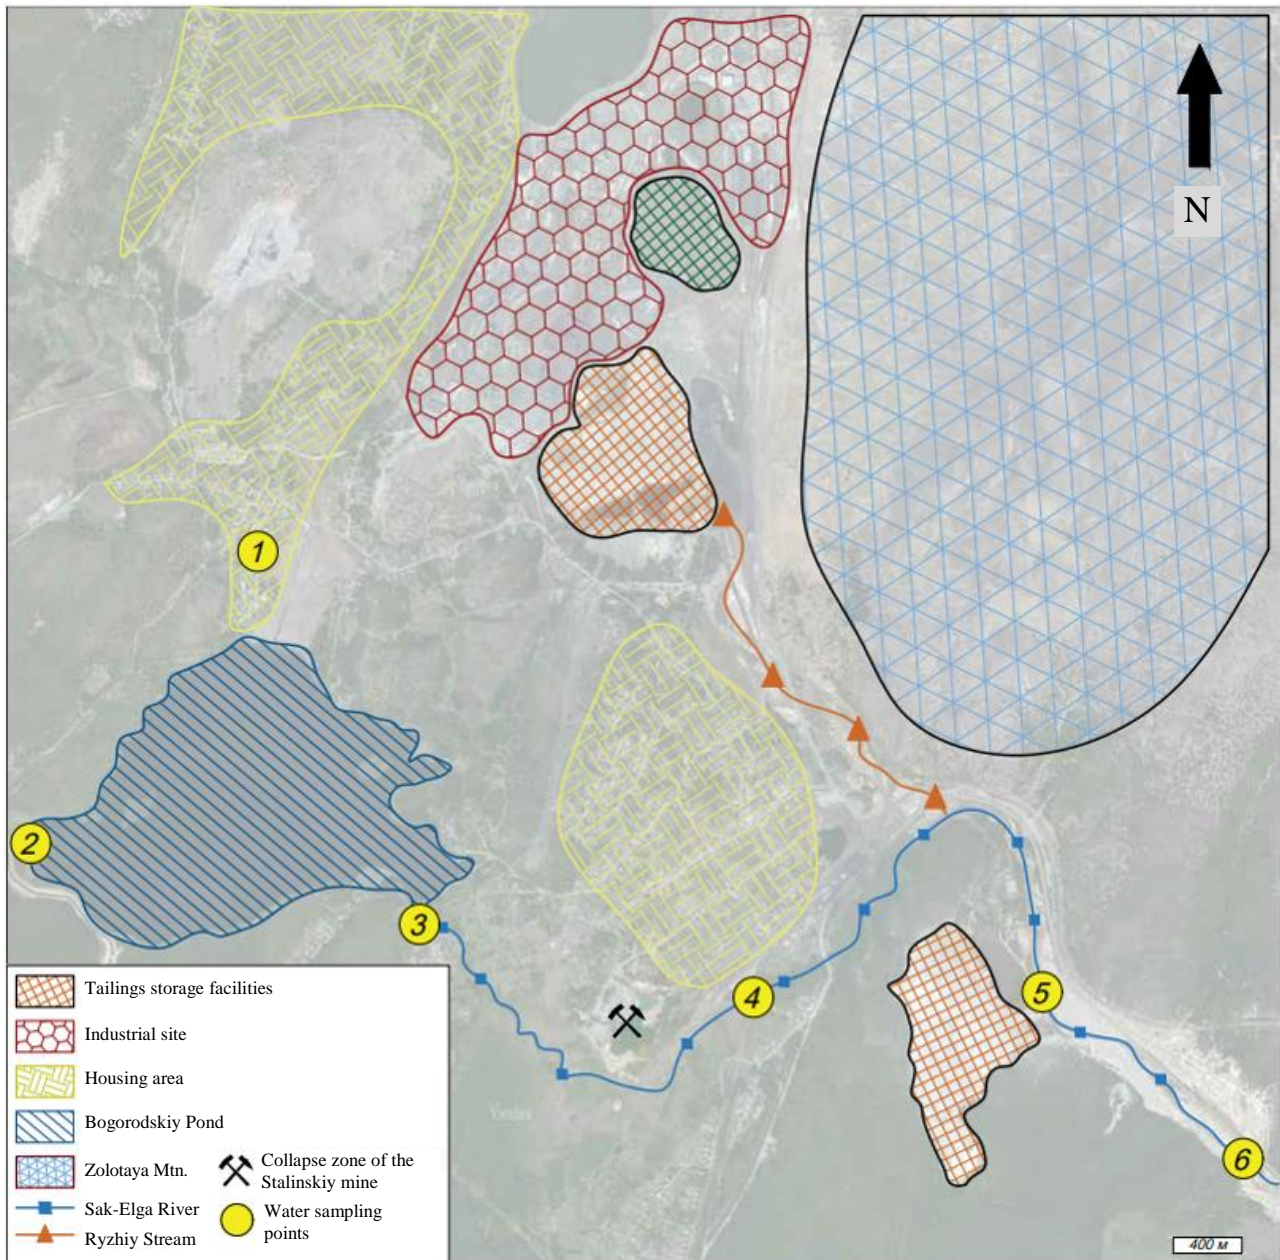 N
1
2
3
4
5
6
Yandex
Tailings storage facilities
Industrial site
Housing area
Bogorodskiy Pond
Zolotaya Mtn.
Sak-Elga River
Ryzhiy Stream
Collapse zone of the
Stalinskiy mine
Water sampling
points
400 м